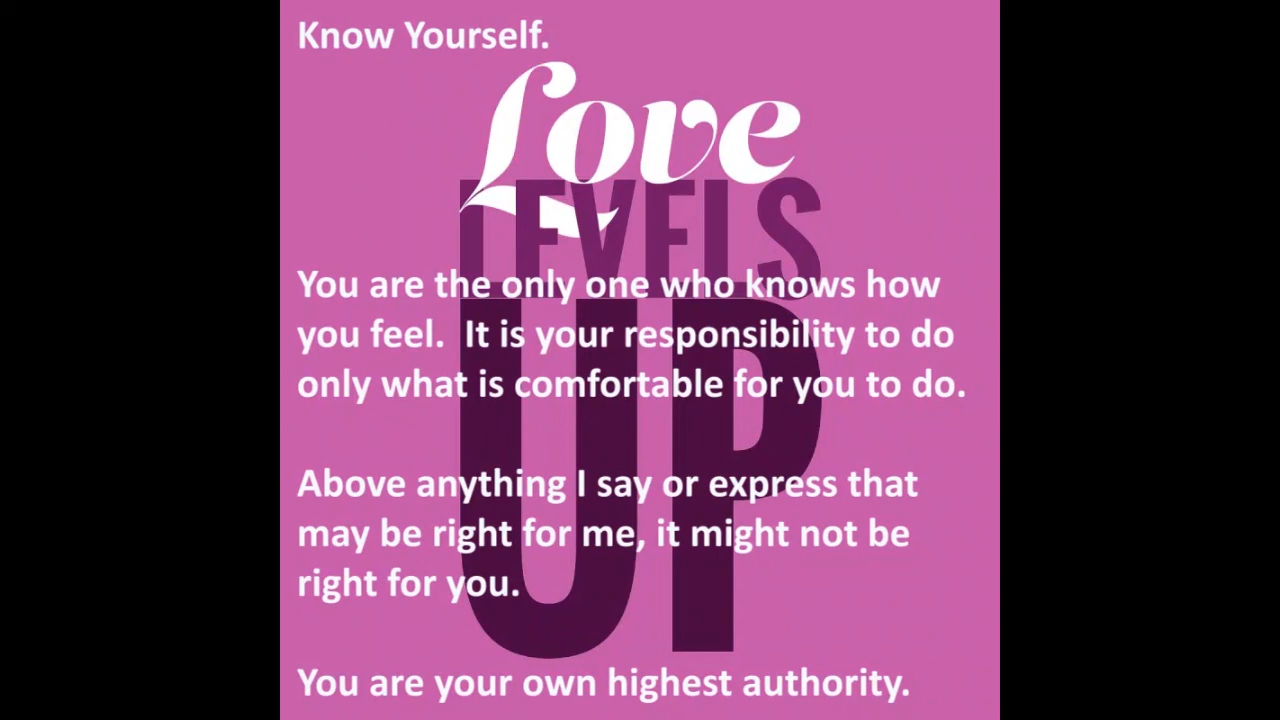 Know Yourself.
Love
LEVELS
UP
You are the only one who knows how
you feel.  It is your responsibility to do
only what is comfortable for you to do.
Above anything I say or express that
may be right for me, it might not be
right for you.
You are your own highest authority.